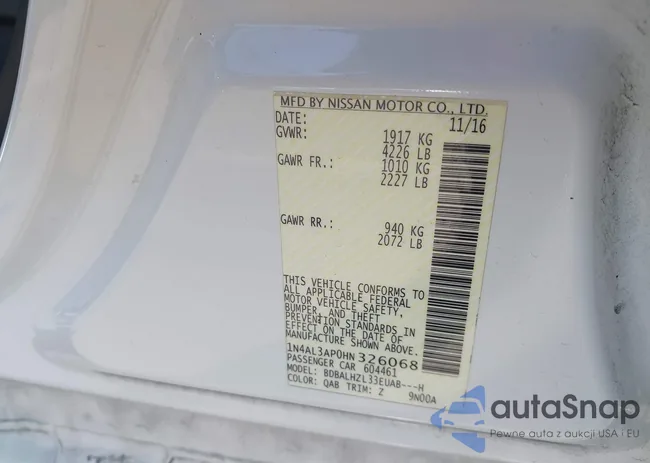 MFD BY NISSAN MOTOR CO., LTD.
DATE: 11/16
GVWR: 1917 KG
4226 LB
GAWR FR.: 1010 KG
2227 LB
GAWR RR.: 940 KG
2072 LB
THIS VEHICLE CONFORMS TO
ALL APPLICABLE FEDERAL
MOTOR VEHICLE SAFETY,
BUMPER, AND THEFT
PREVENTION STANDARDS IN
EFFECT ON THE DATE OF
MANUFACTURE SHOWN ABOVE.
1N4AL3AP0HN326068
PASSENGER CAR 604461
MODEL: BDBALHZL33EUAB---H
COLOR: QAB TRIM: Z 9N00A
autoSnap
Pewne auta z aukcji USA i EU